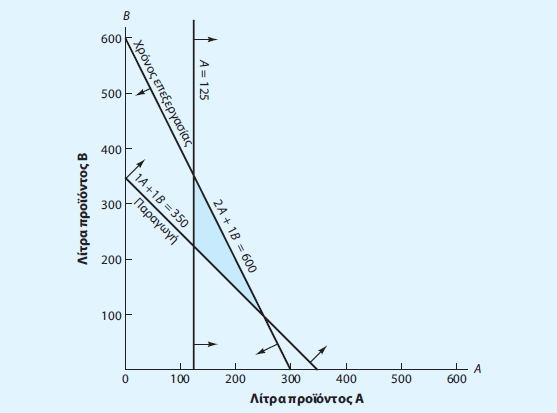 B
600
500
400
300
200
100
0
100
200
300
400
500
600
A
Λίτρα προϊόντος Β
Λίτρα προϊόντος Α
Χρόνος επεξεργασίας
A = 125
1A +1B = 350
Παραγωγή
2A + 1B = 600